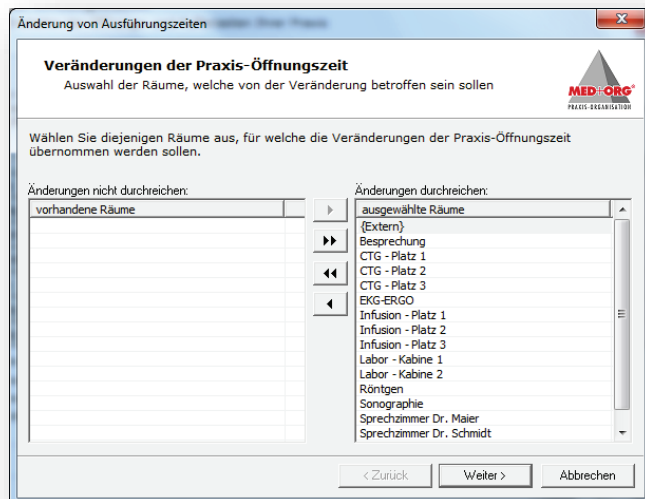 Änderung von Ausführungszeiten
Veränderungen der Praxis-Öffnungszeit
Auswahl der Räume, welche von der Veränderung betroffen sein sollen
MED+ORG®
PRAXIS-ORGANISATION
Wählen Sie diejenigen Räume aus, für welche die Veränderungen der Praxis-Öffnungszeit
übernommen werden sollen.
Änderungen nicht durchreichen:
vorhandene Räume
Änderungen durchreichen:
ausgewählte Räume
{Extern}
Besprechung
CTG - Platz 1
CTG - Platz 2
CTG - Platz 3
EKG-ERGO
Infusion - Platz 1
Infusion - Platz 2
Infusion - Platz 3
Labor - Kabine 1
Labor - Kabine 2
Röntgen
Sonographie
Sprechzimmer Dr. Maier
Sprechzimmer Dr. Schmidt
< Zurück
Weiter >
Abbrechen